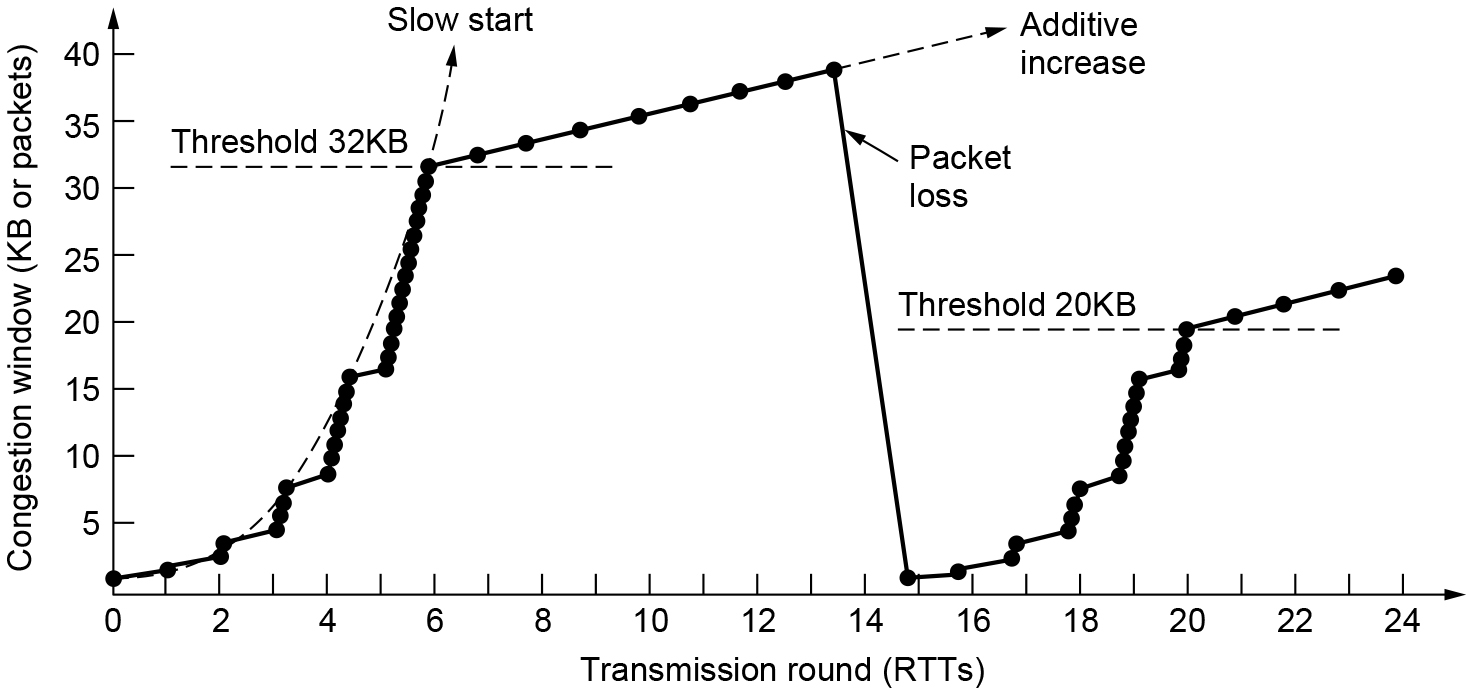 Slow start
Additive
increase
Congestion window (KB or packets)
40
35
30
25
20
15
10
5
Threshold 32KB
Packet
loss
Threshold 20KB
0 2 4 6 8 10 12 14 16 18 20 22 24
Transmission round (RTTs)